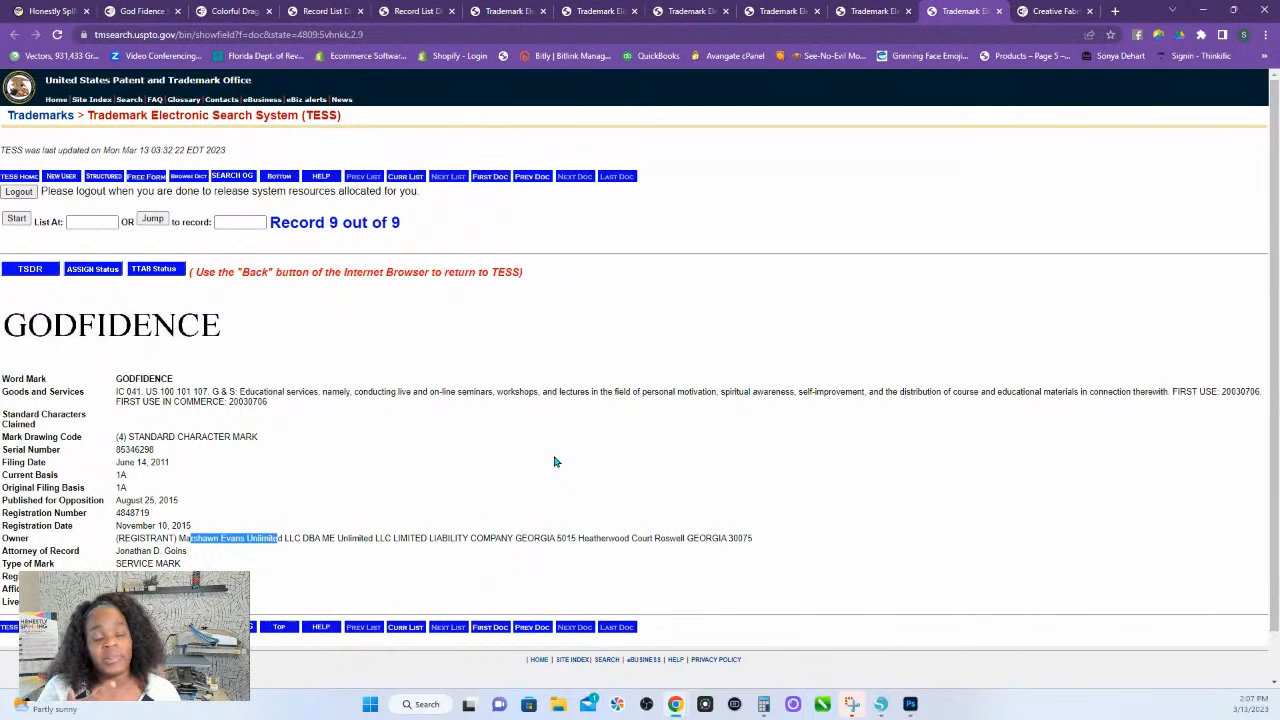 Honestly Spli
God Fidence
Colorful Drag
Record List D
Record List D
Trademark Ele
Trademark Ele
Trademark Ele
Trademark Ele
Trademark Ele
Trademark Ele
Creative Fabri
tmsearch.uspto.gov/bin/showfield?f=doc&state=4809:5vhnkk.2.9
Vectors, 931,433 Gr...
Video Conferencing...
Florida Dept. of Rev...
Ecommerce Softwar...
Shopify - Login
Bitly | Bitlink Manag...
QuickBooks
Avangate Affiliates
See-No-Evil Mo...
Grinning Face Emoji...
Products – Page 5 –...
Sonya Dehart
Signin - Thinkific
United States Patent and Trademark Office
Home | Site Index | Search | FAQ | Glossary | Contacts | eBusiness | eBiz alerts | News
Trademarks > Trademark Electronic Search System (TESS)
TESS was last updated on Mon Mar 13 03:32:22 EDT 2023
TESS HOME NEW USER STRUCTURED FREE FORM BROWSE DICT SEARCH OG BOTTOM HELP PREV LIST CURR LIST NEXT LIST FIRST DOC PREV DOC NEXT DOC LAST DOC
Logout Please logout when you are done to release system resources allocated for you.
Start List At: OR Jump to record: Record 9 out of 9
TSDR ASSIGN Status TTAB Status ( Use the "Back" button of the Internet Browser to return to TESS)
GODFIDENCE
Word Mark GODFIDENCE
Goods and Services IC 041. US 100 101 107. G & S: Educational services, namely, conducting live and on-line seminars, workshops, and lectures in the field of personal motivation, spiritual awareness, self-improvement, and the distribution of course and educational materials in connection therewith. FIRST USE: 20030706.
FIRST USE IN COMMERCE: 20030706
Standard Characters
Claimed
Mark Drawing Code (4) STANDARD CHARACTER MARK
Serial Number 85346298
Filing Date June 14, 2011
Current Basis 1A
Original Filing Basis 1A
Published for Opposition August 25, 2015
Registration Number 4848719
Registration Date November 10, 2015
Owner (REGISTRANT) Marshawn Evans Unlimited LLC DBA ME Unlimited LLC LIMITED LIABILITY COMPANY GEORGIA 5015 Heatherwood Court Roswell GEORGIA 30075
Attorney of Record Jonathan D. Goins
Type of Mark SERVICE MARK
Reg
Affi
Live
TESS TOP HELP PREV LIST CURR LIST NEXT LIST FIRST DOC PREV DOC NEXT DOC LAST DOC
HONESTLY
| HOME | SITE INDEX | SEARCH | eBUSINESS | HELP | PRIVACY POLICY
Partly sunny
Search
2:07 PM
3/13/2023